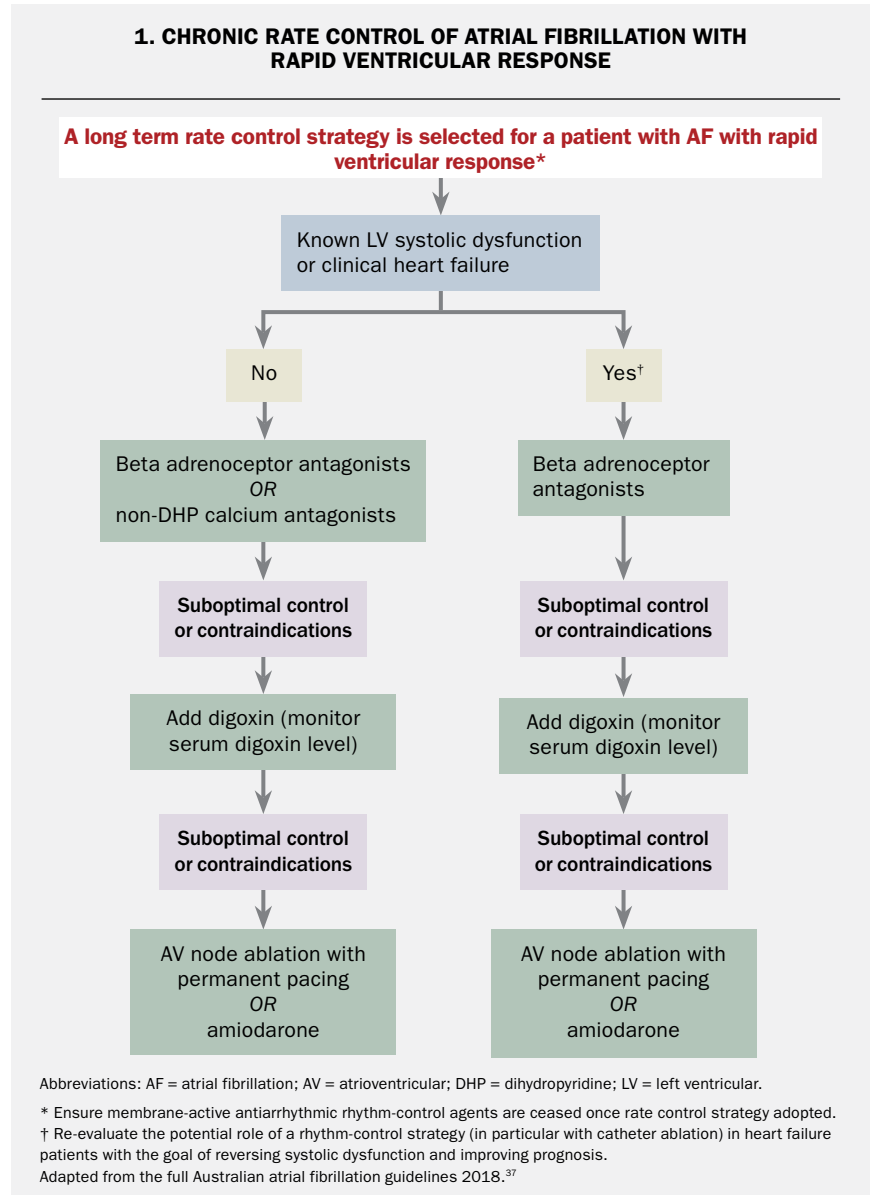 1. CHRONIC RATE CONTROL OF ATRIAL FIBRILLATION WITH
RAPID VENTRICULAR RESPONSE
A long term rate control strategy is selected for a patient with AF with rapid
ventricular response*
Known LV systolic dysfunction
or clinical heart failure
No
Yes†
Beta adrenoceptor antagonists
OR
non-DHP calcium antagonists
Beta adrenoceptor
antagonists
Suboptimal control
or contraindications
Suboptimal control
or contraindications
Add digoxin (monitor
serum digoxin level)
Add digoxin (monitor
serum digoxin level)
Suboptimal control
or contraindications
Suboptimal control
or contraindications
AV node ablation with
permanent pacing
OR
amiodarone
AV node ablation with
permanent pacing
OR
amiodarone
Abbreviations: AF = atrial fibrillation; AV = atrioventricular; DHP = dihydropyridine; LV = left ventricular.
* Ensure membrane-active antiarrhythmic rhythm-control agents are ceased once rate control strategy adopted.
† Re-evaluate the potential role of a rhythm-control strategy (in particular with catheter ablation) in heart failure
patients with the goal of reversing systolic dysfunction and improving prognosis.
Adapted from the full Australian atrial fibrillation guidelines 2018.³⁷